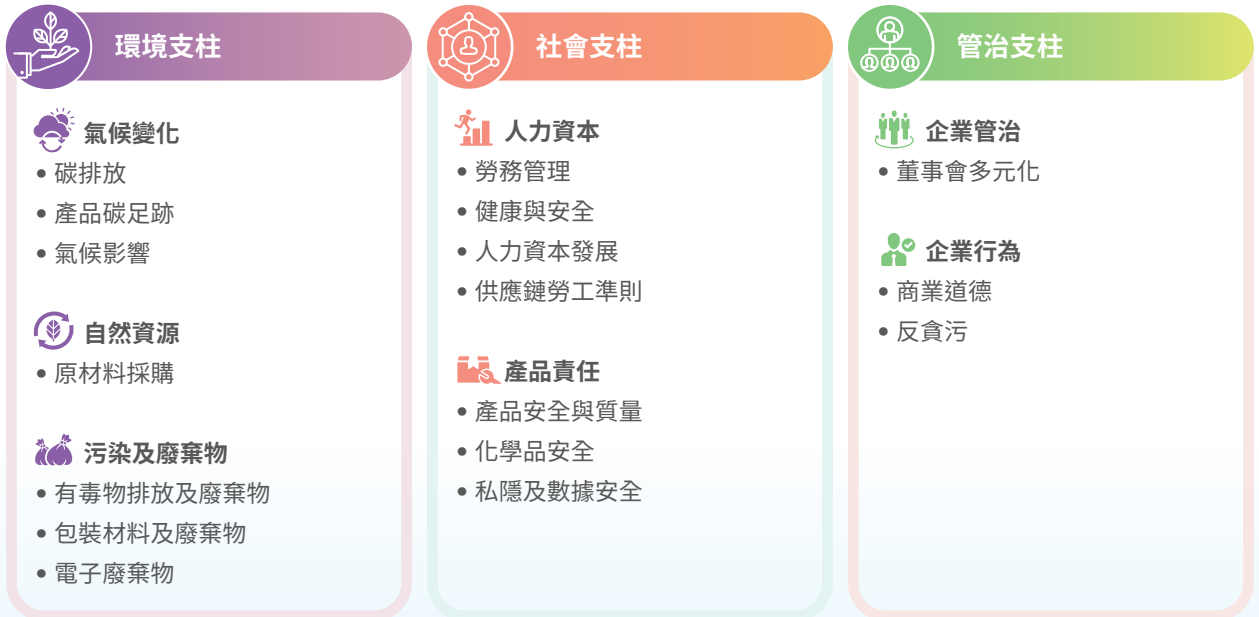 環境支柱
氣候變化
• 碳排放
• 產品碳足跡
• 氣候影響
自然資源
• 原材料採購
污染及廢棄物
• 有毒物排放及廢棄物
• 包裝材料及廢棄物
• 電子廢棄物
社會支柱
人力資本
• 勞務管理
• 健康與安全
• 人力資本發展
• 供應鏈勞工準則
產品責任
• 產品安全與質量
• 化學品安全
• 私隱及數據安全
管治支柱
企業管治
• 董事會多元化
企業行為
• 商業道德
• 反貪污